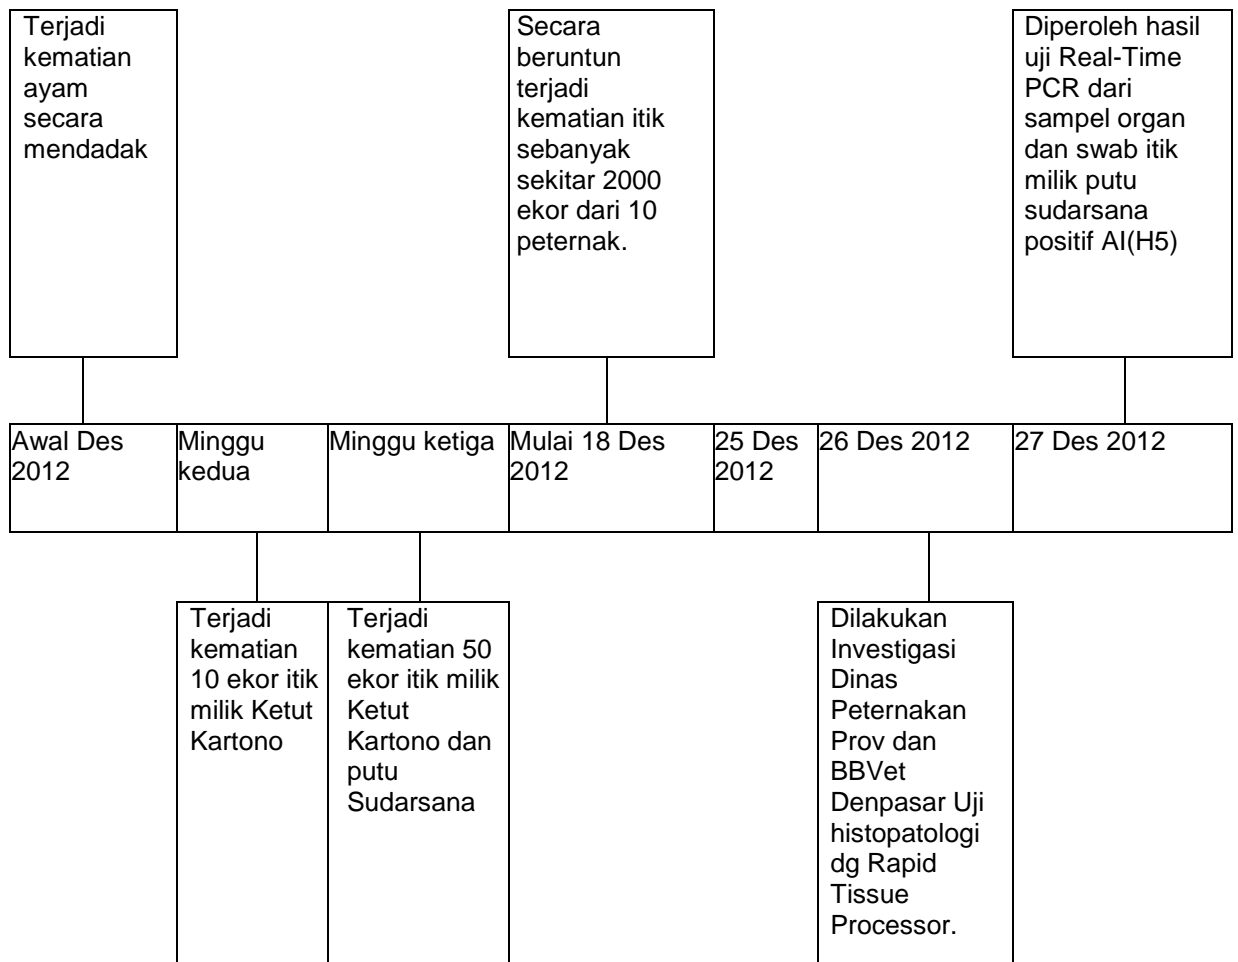 Terjadi
kematian
ayam
secara
mendadak
Secara
beruntun
terjadi
kematian itik
sebanyak
sekitar 2000
ekor dari 10
peternak.
Diperoleh hasil
uji Real-Time
PCR dari
sampel organ
dan swab itik
milik putu
sudarsana
positif AI(H5)
Awal Des
2012
Minggu
kedua
Minggu ketiga
Mulai 18 Des
2012
25 Des
2012
26 Des 2012
27 Des 2012
Terjadi
kematian
10 ekor itik
milik Ketut
Kartono
Terjadi
kematian 50
ekor itik milik
Ketut
Kartono dan
putu
Sudarsana
Dilakukan
Investigasi
Dinas
Peternakan
Prov dan
BBVet
Denpasar Uji
histopatologi
dg Rapid
Tissue
Processor.